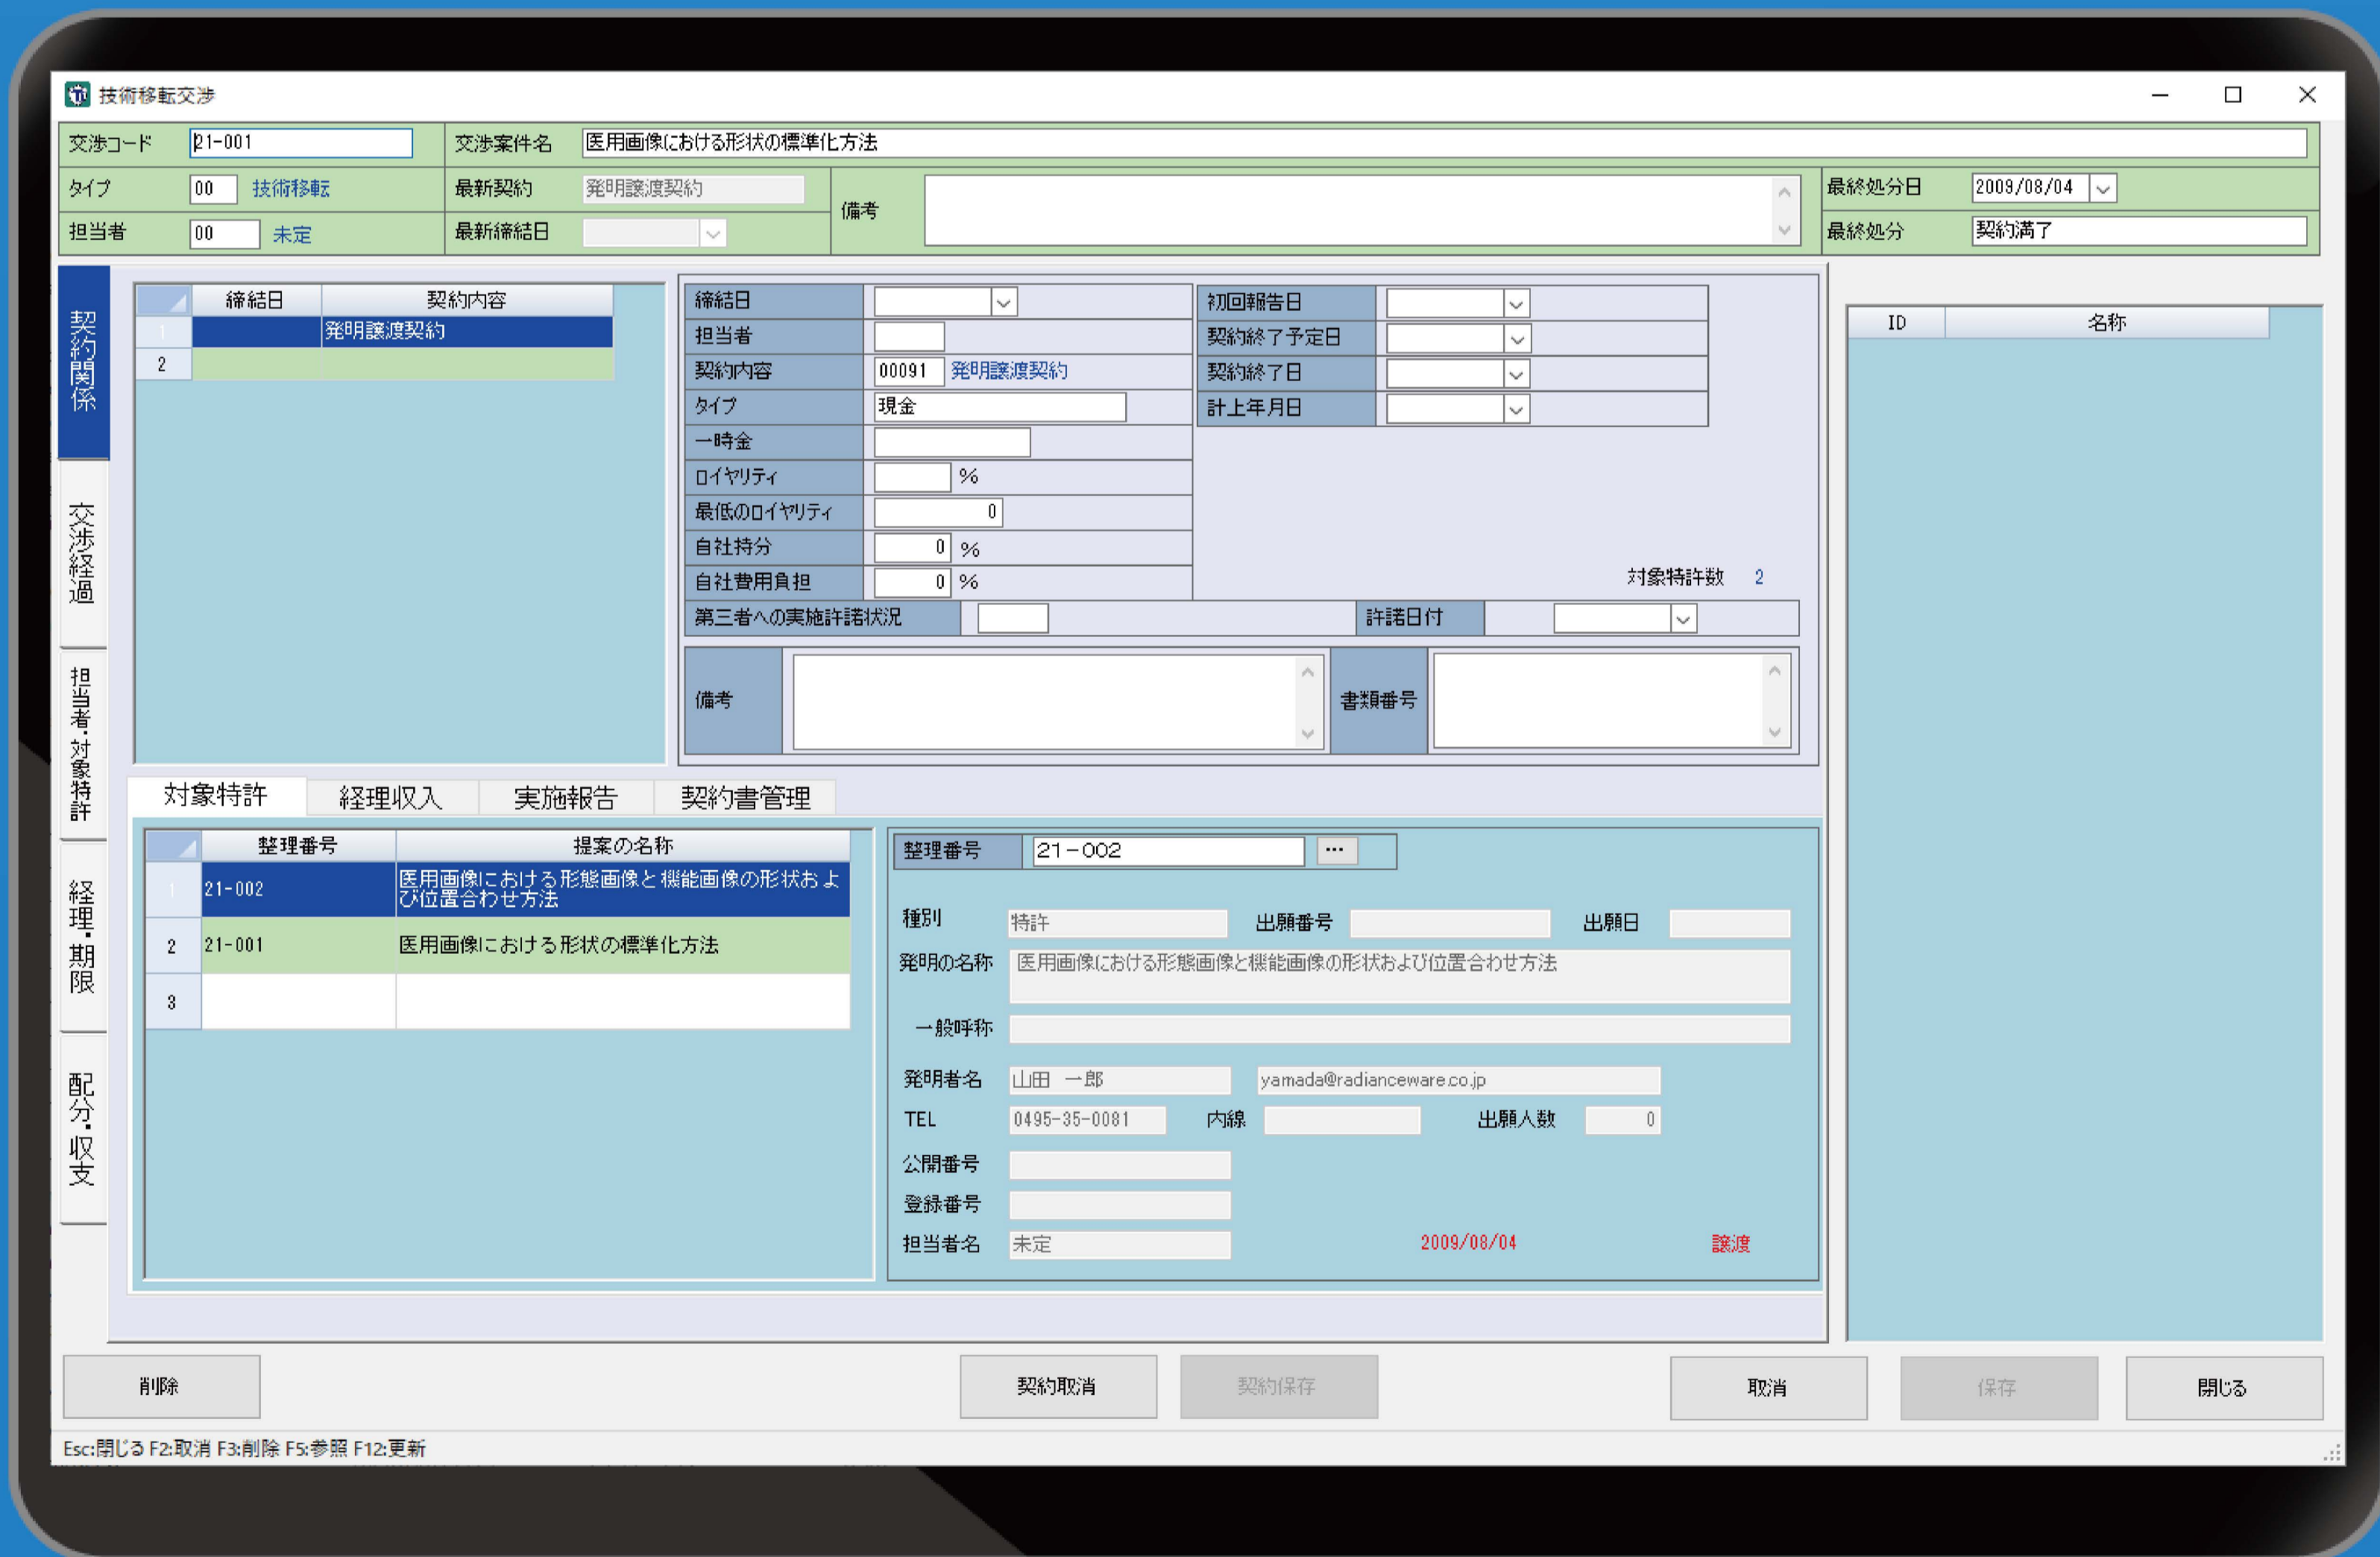 技術移転交渉
交渉コード 21-001 交渉案件名 医用画像における形状の標準化方法
タイプ 00 技術移転 最新契約 発明譲渡契約 備考 最終処分日 2009/08/04
担当者 00 未定 最新締結日 最終処分 契約満了
契約関係
交渉経過
担当者・対象特許
経理・期限
配分・収支
締結日 契約内容
1 発明譲渡契約
2
締結日 初回報告日
担当者 契約終了予定日
契約内容 00091 発明譲渡契約 契約終了日
タイプ 現金 計上年月日
一時金
ロイヤリティ %
最低のロイヤリティ 0
自社持分 0 %
自社費用負担 0 % 対象特許数 2
第三者への実施許諾状況 許諾日付
備考 書類番号
ID 名称
対象特許 経理収入 実施報告 契約書管理
整理番号 提案の名称
1 21-002 医用画像における形態画像と機能画像の形状およ
び位置合わせ方法
2 21-001 医用画像における形状の標準化方法
3
整理番号 21-002 ...
種別 特許 出願番号 出願日
発明の名称 医用画像における形態画像と機能画像の形状および位置合わせ方法
一般呼称
発明者名 山田 一郎 yamada@radianceware.co.jp
TEL 0495-35-0081 内線 出願人数 0
公開番号
登録番号
担当者名 未定 2009/08/04 譲渡
削除 契約取消 契約保存 取消 保存 閉じる
Esc:閉じる F2:取消 F3:削除 F5:参照 F12:更新